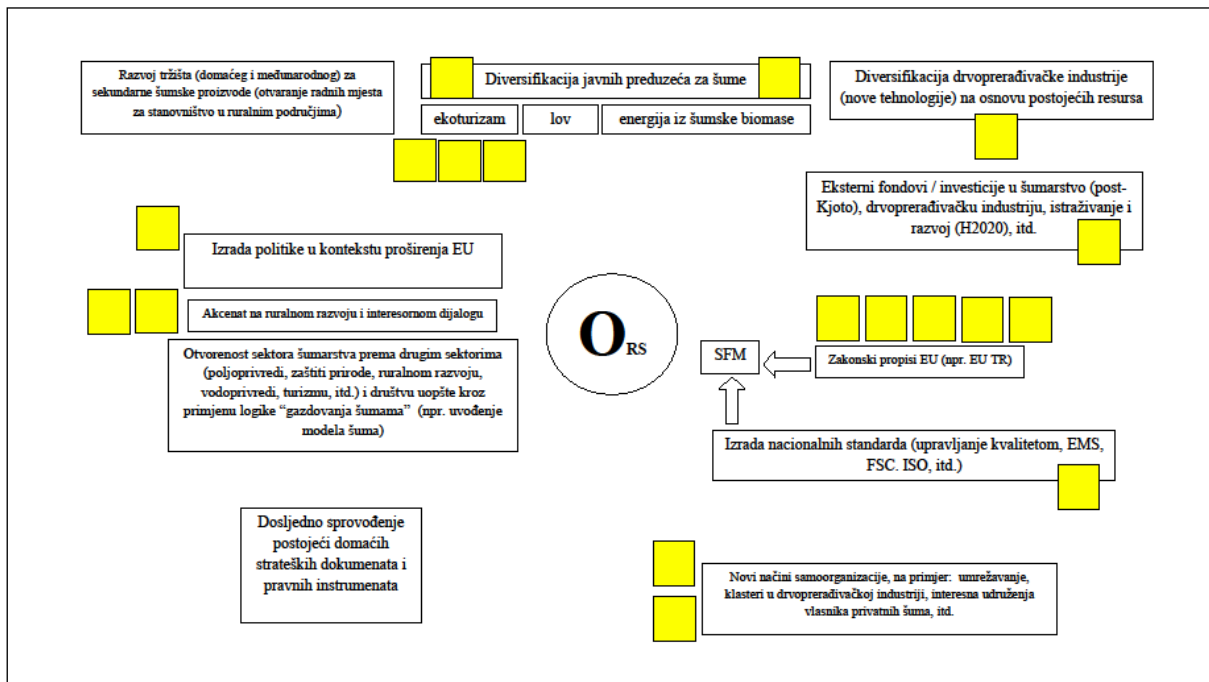 Razvoj tržišta (domaćeg i međunarodnog) za
sekundarne šumske proizvode (otvaranje radnih mjesta
za stanovništvo u ruralnim područjima)
Diversifikacija javnih preduzeća za šume
ekoturizam
lov
energija iz šumske biomase
Diversifikacija drvoprerađivačke industrije
(nove tehnologije) na osnovu postojećih resursa
Eksterni fondovi / investicije u šumarstvo (post-
Kjoto), drvoprerađivačku industriju, istraživanje i
razvoj (H2020), itd.
Izrada politike u kontekstu proširenja EU
Akcenat na ruralnom razvoju i interesornom dijalogu
Otvorenost sektora šumarstva prema drugim sektorima
(poljoprivredi, zaštiti prirode, ruralnom razvoju,
vodoprivredi, turizmu, itd.) i društvu uopšte kroz
primjenu logike “gazdovanja šumama” (npr. uvođenje
modela šuma)
O RS
SFM
Zakonski propisi EU (npr. EU TR)
Izrada nacionalnih standarda (upravljanje kvalitetom, EMS,
FSC. ISO, itd.)
Dosljedno sprovođenje
postojeći domaćih
strateških dokumenata i
pravnih instrumenata
Novi načini samoorganizacije, na primjer: umrežavanje,
klasteri u drvoprerađivačkoj industriji, interesna udruženja
vlasnika privatnih šuma, itd.